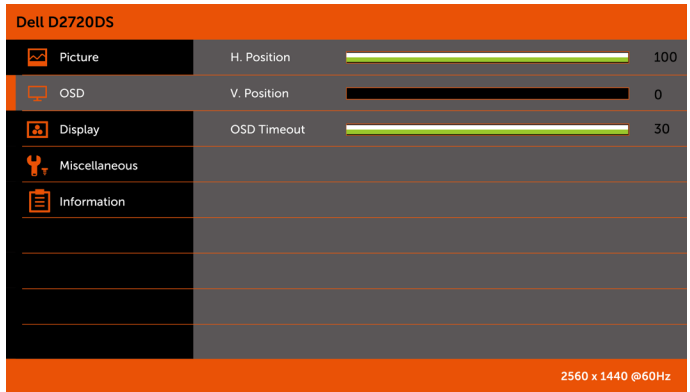 Dell D2720DS
Picture
H. Position 100
OSD
V. Position 0
Display
OSD Timeout 30
Miscellaneous
Information
2560 x 1440 @60Hz